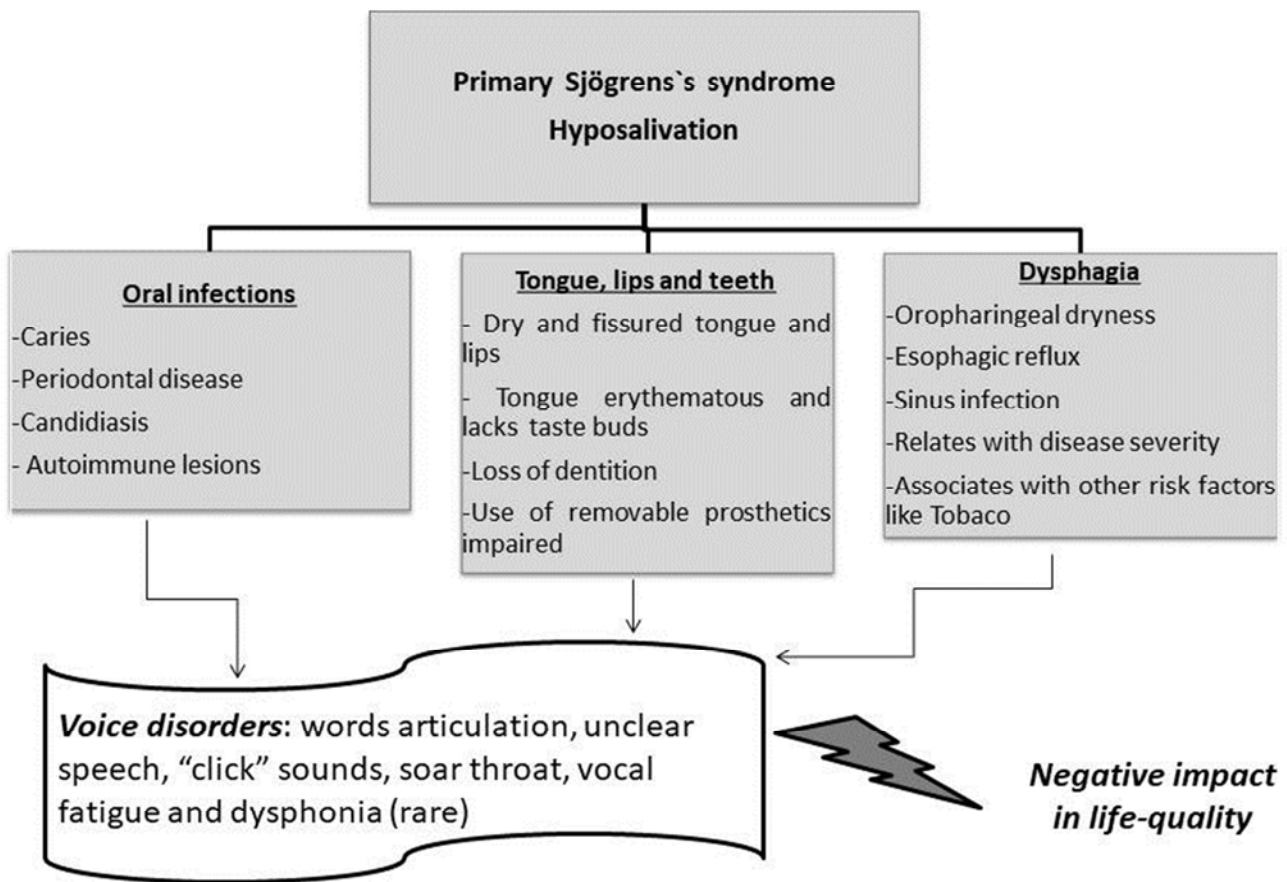 Primary Sjögrens`s syndrome
Hyposalivation
Oral infections
-Caries
-Periodontal disease
-Candidiasis
- Autoimmune lesions
Tongue, lips and teeth
- Dry and fissured tongue and
lips
- Tongue erythematous and
lacks taste buds
-Loss of dentition
-Use of removable prosthetics
impaired
Dysphagia
-Oropharingeal dryness
-Esophagic reflux
-Sinus infection
-Relates with disease severity
-Associates with other risk factors
like Tobaco
Voice disorders: words articulation, unclear
speech, “click” sounds, soar throat, vocal
fatigue and dysphonia (rare)
Negative impact
in life-quality